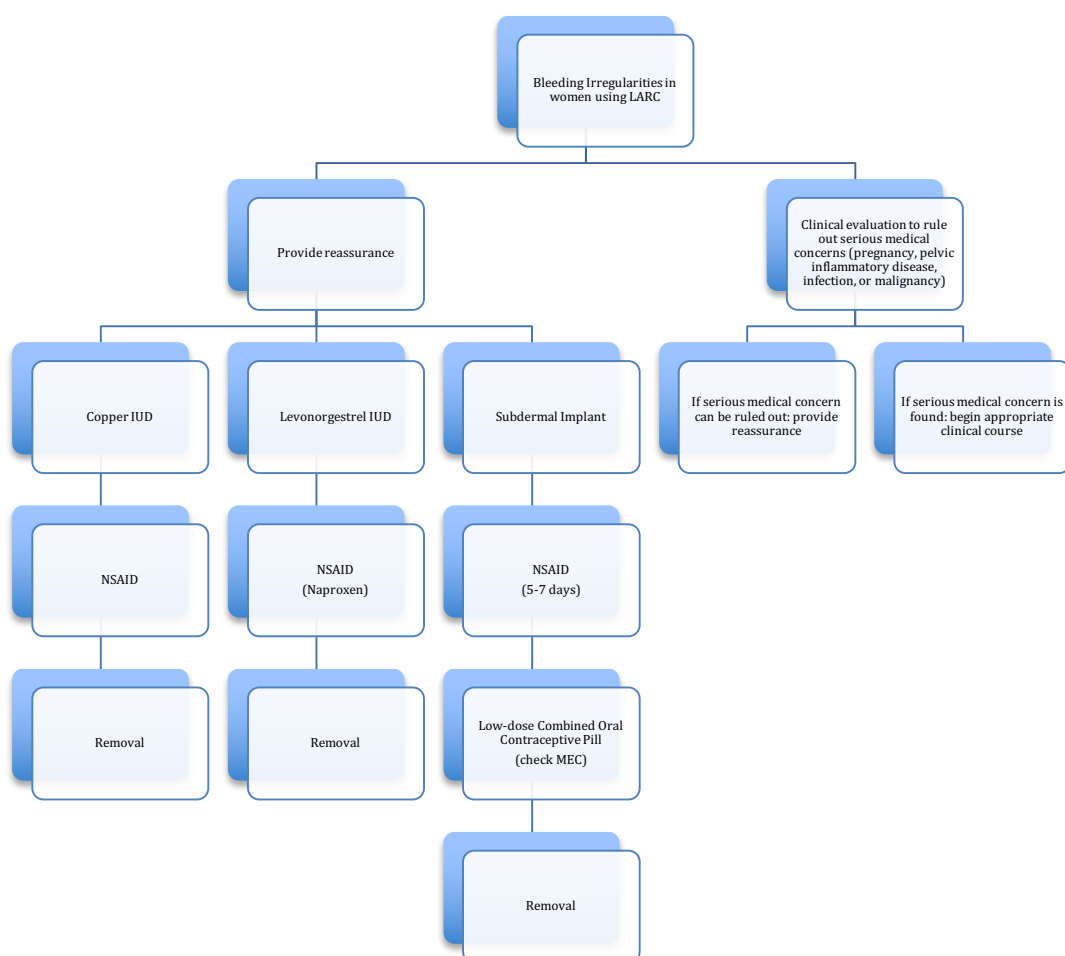 Bleeding Irregularities in
women using LARC
Provide reassurance
Clinical evaluation to rule
out serious medical
concerns (pregnancy, pelvic
inflammatory disease,
infection, or malignancy)
Copper IUD
Levonorgestrel IUD
Subdermal Implant
If serious medical concern
can be ruled out: provide
reassurance
If serious medical concern is
found: begin appropriate
clinical course
NSAID
NSAID
(Naproxen)
NSAID
(5-7 days)
Removal
Removal
Low-dose Combined Oral
Contraceptive Pill
(check MEC)
Removal